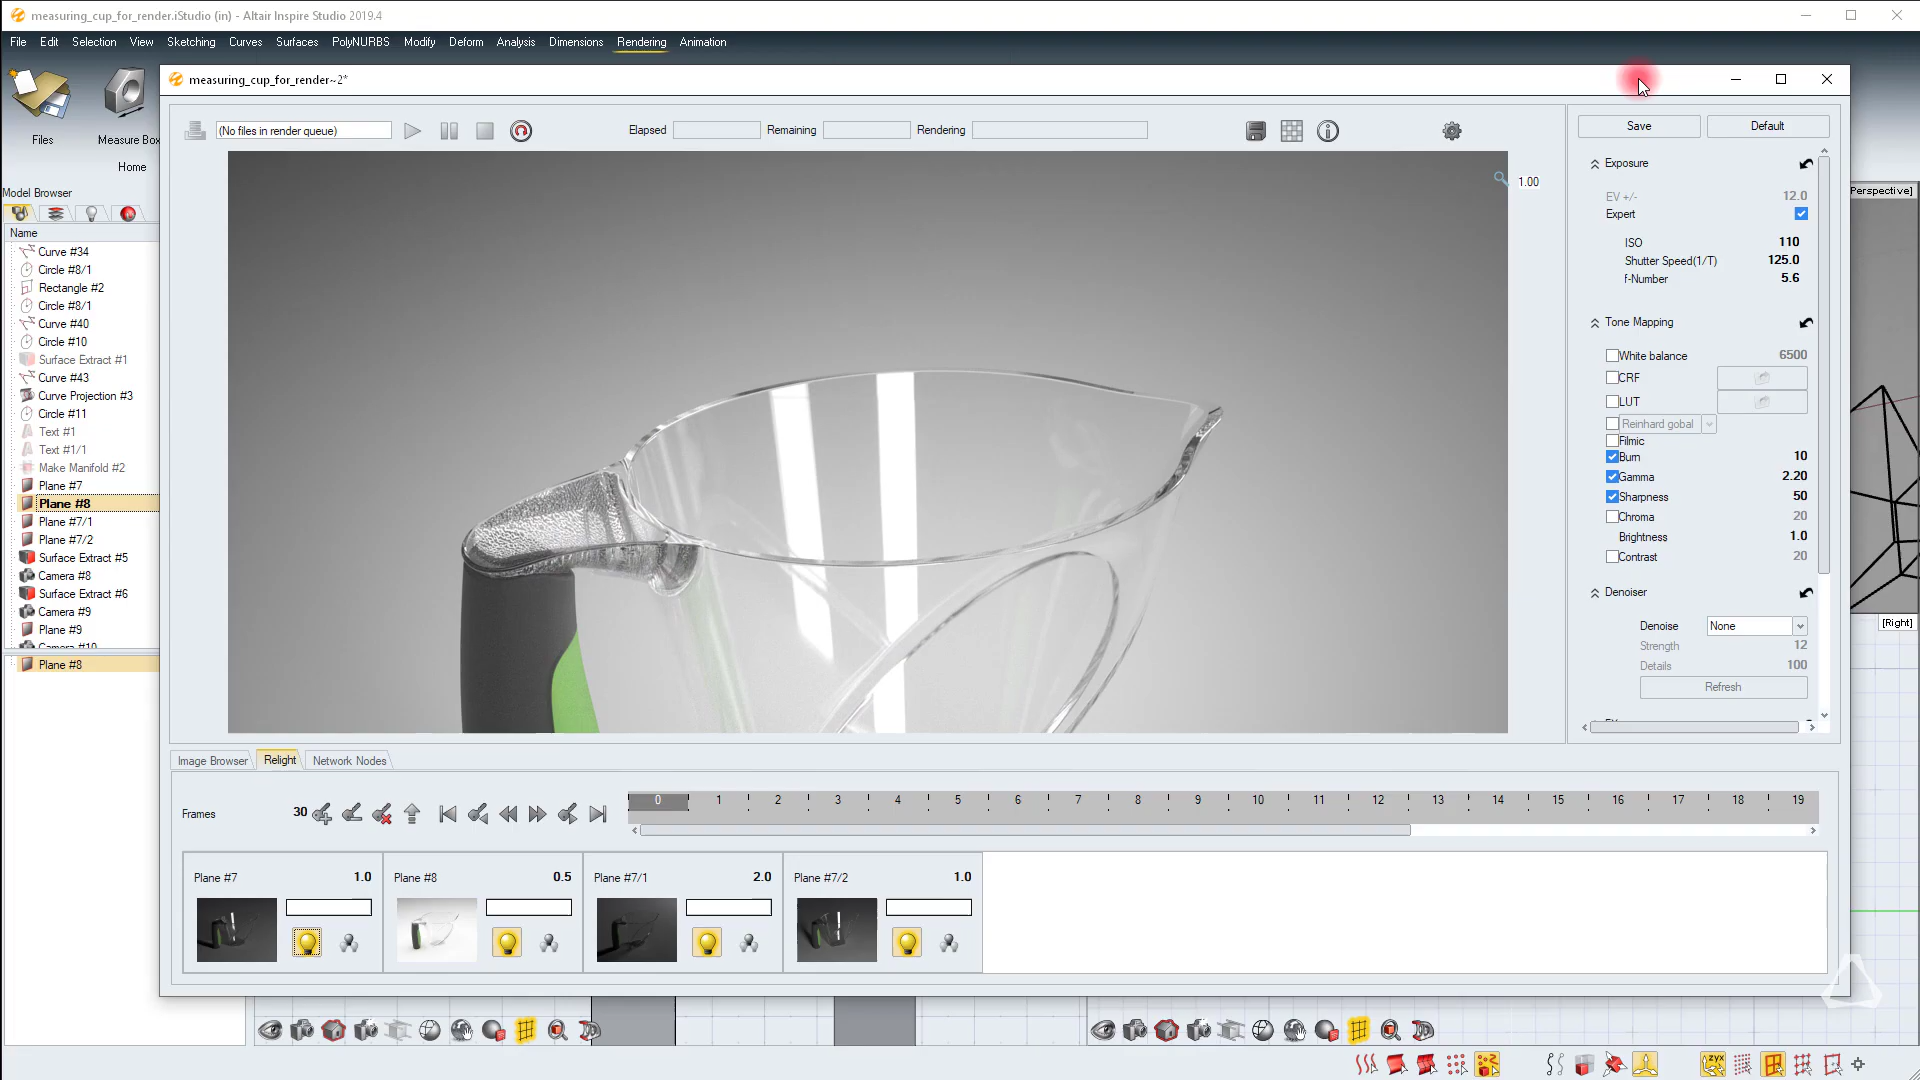 measuring_cup_for_render.iStudio (in) - Altair Inspire Studio 2019.4
File Edit Selection View Sketching Curves Surfaces PolyNURBS Modify Deform Analysis Dimensions Rendering Animation
Files
Measure Box
Home
measuring_cup_for_render~2*
(No files in render queue)
Elapsed
Remaining
Rendering
1.00
Save
Default
Exposure
EV +/- 12.0
Expert
ISO 110
Shutter Speed(1/T) 125.0
f-Number 5.6
Tone Mapping
White balance 6500
CRF
LUT
Reinhard gobal
Filmic
Burn 10
Gamma 2.20
Sharpness 50
Chroma 20
Brightness 1.0
Contrast 20
Denoiser
Denoise None
Strength 12
Details 100
Refresh
Perspective]
[Right]
Model Browser
Name
Curve #34
Circle #8/1
Rectangle #2
Circle #8/1
Curve #40
Circle #10
Surface Extract #1
Curve #43
Curve Projection #3
Circle #11
Text #1
Text #1/1
Make Manifold #2
Plane #7
Plane #8
Plane #7/1
Plane #7/2
Surface Extract #5
Camera #8
Surface Extract #6
Camera #9
Plane #9
Camera #10
Plane #8
Image Browser Relight Network Nodes
Frames 30
0 1 2 3 4 5 6 7 8 9 10 11 12 13 14 15 16 17 18 19
Plane #7 1.0
Plane #8 0.5
Plane #7/1 2.0
Plane #7/2 1.0
zyx